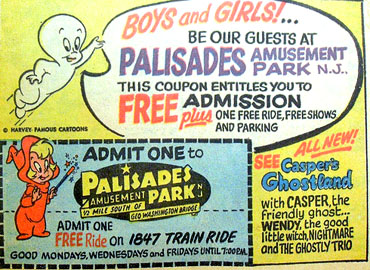 BOYS and GIRLS!...
BE OUR GUESTS AT
PALISADES AMUSEMENT PARK N.J..
THIS COUPON ENTITLES YOU TO
FREE ADMISSION
plus ONE FREE RIDE, FREE SHOWS
AND PARKING
© HARVEY FAMOUS CARTOONS
ADMIT ONE to
PALISADES
AMUSEMENT PARK N.J.
1/2 MILE SOUTH OF
GEO WASHINGTON BRIDGE
ADMIT ONE
FREE Ride on 1847 TRAIN RIDE
GOOD MONDAYS, WEDNESDAYS and FRIDAYS UNTIL 7:00P.M.
ALL NEW!
SEE Casper's
Ghostland
with CASPER, the
friendly ghost...
WENDY, the good
little witch, NIGHTMARE
and THE GHOSTLY TRIO